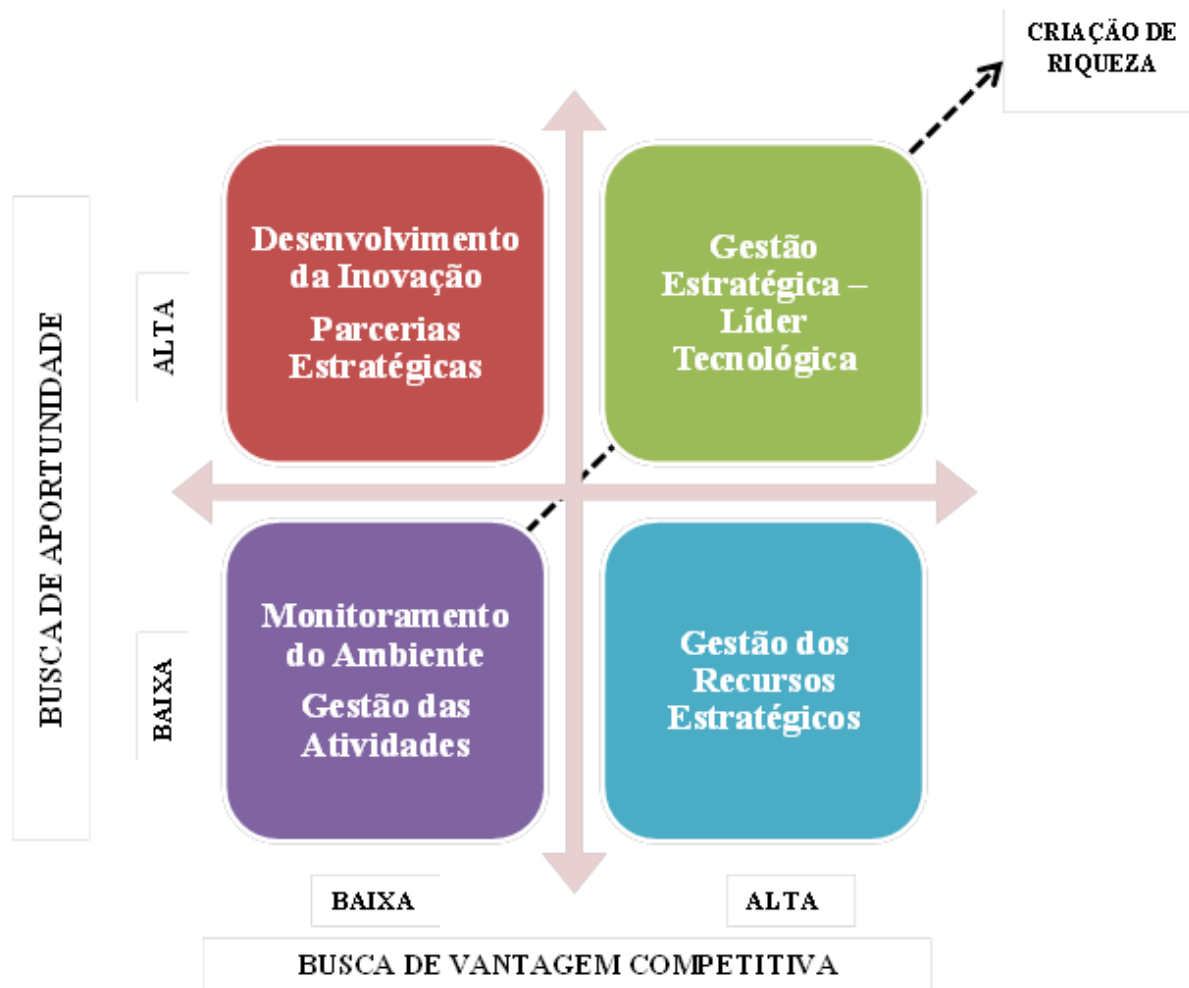 CRIAÇÃO DE
RIQUEZA
Desenvolvimento
da Inovação
Parcerias
Estratégicas
Gestão
Estratégica –
Líder
Tecnológica
BUSCA DE APORTUNIDADE
ALTA
BAIXA
Monitoramento
do Ambiente
Gestão das
Atividades
Gestão dos
Recursos
Estratégicos
BAIXA
ALTA
BUSCA DE VANTAGEM COMPETITIVA